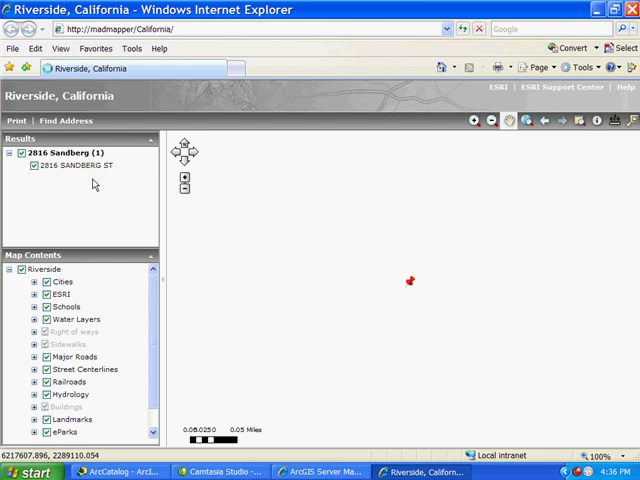 Riverside, California - Windows Internet Explorer
http://madmapper/California/
Google
File Edit View Favorites Tools Help
Convert Select
Riverside, California
Page Tools
Riverside, California
ESRI | ESRI Support Center | Help
Print | Find Address
Results
2816 Sandberg (1)
2816 SANDBERG ST
Map Contents
Riverside
Cities
ESRI
Schools
Water Layers
Right of ways
Sidewalks
Major Roads
Street Centerlines
Railroads
Hydrology
Buildings
Landmarks
eParks
0.05 Miles
6217607.896, 2289110.054
Local intranet
100%
start
ArcCatalog - ArcI...
Camtasia Studio - ...
ArcGIS Server Ma...
Riverside, Californ...
4:36 PM